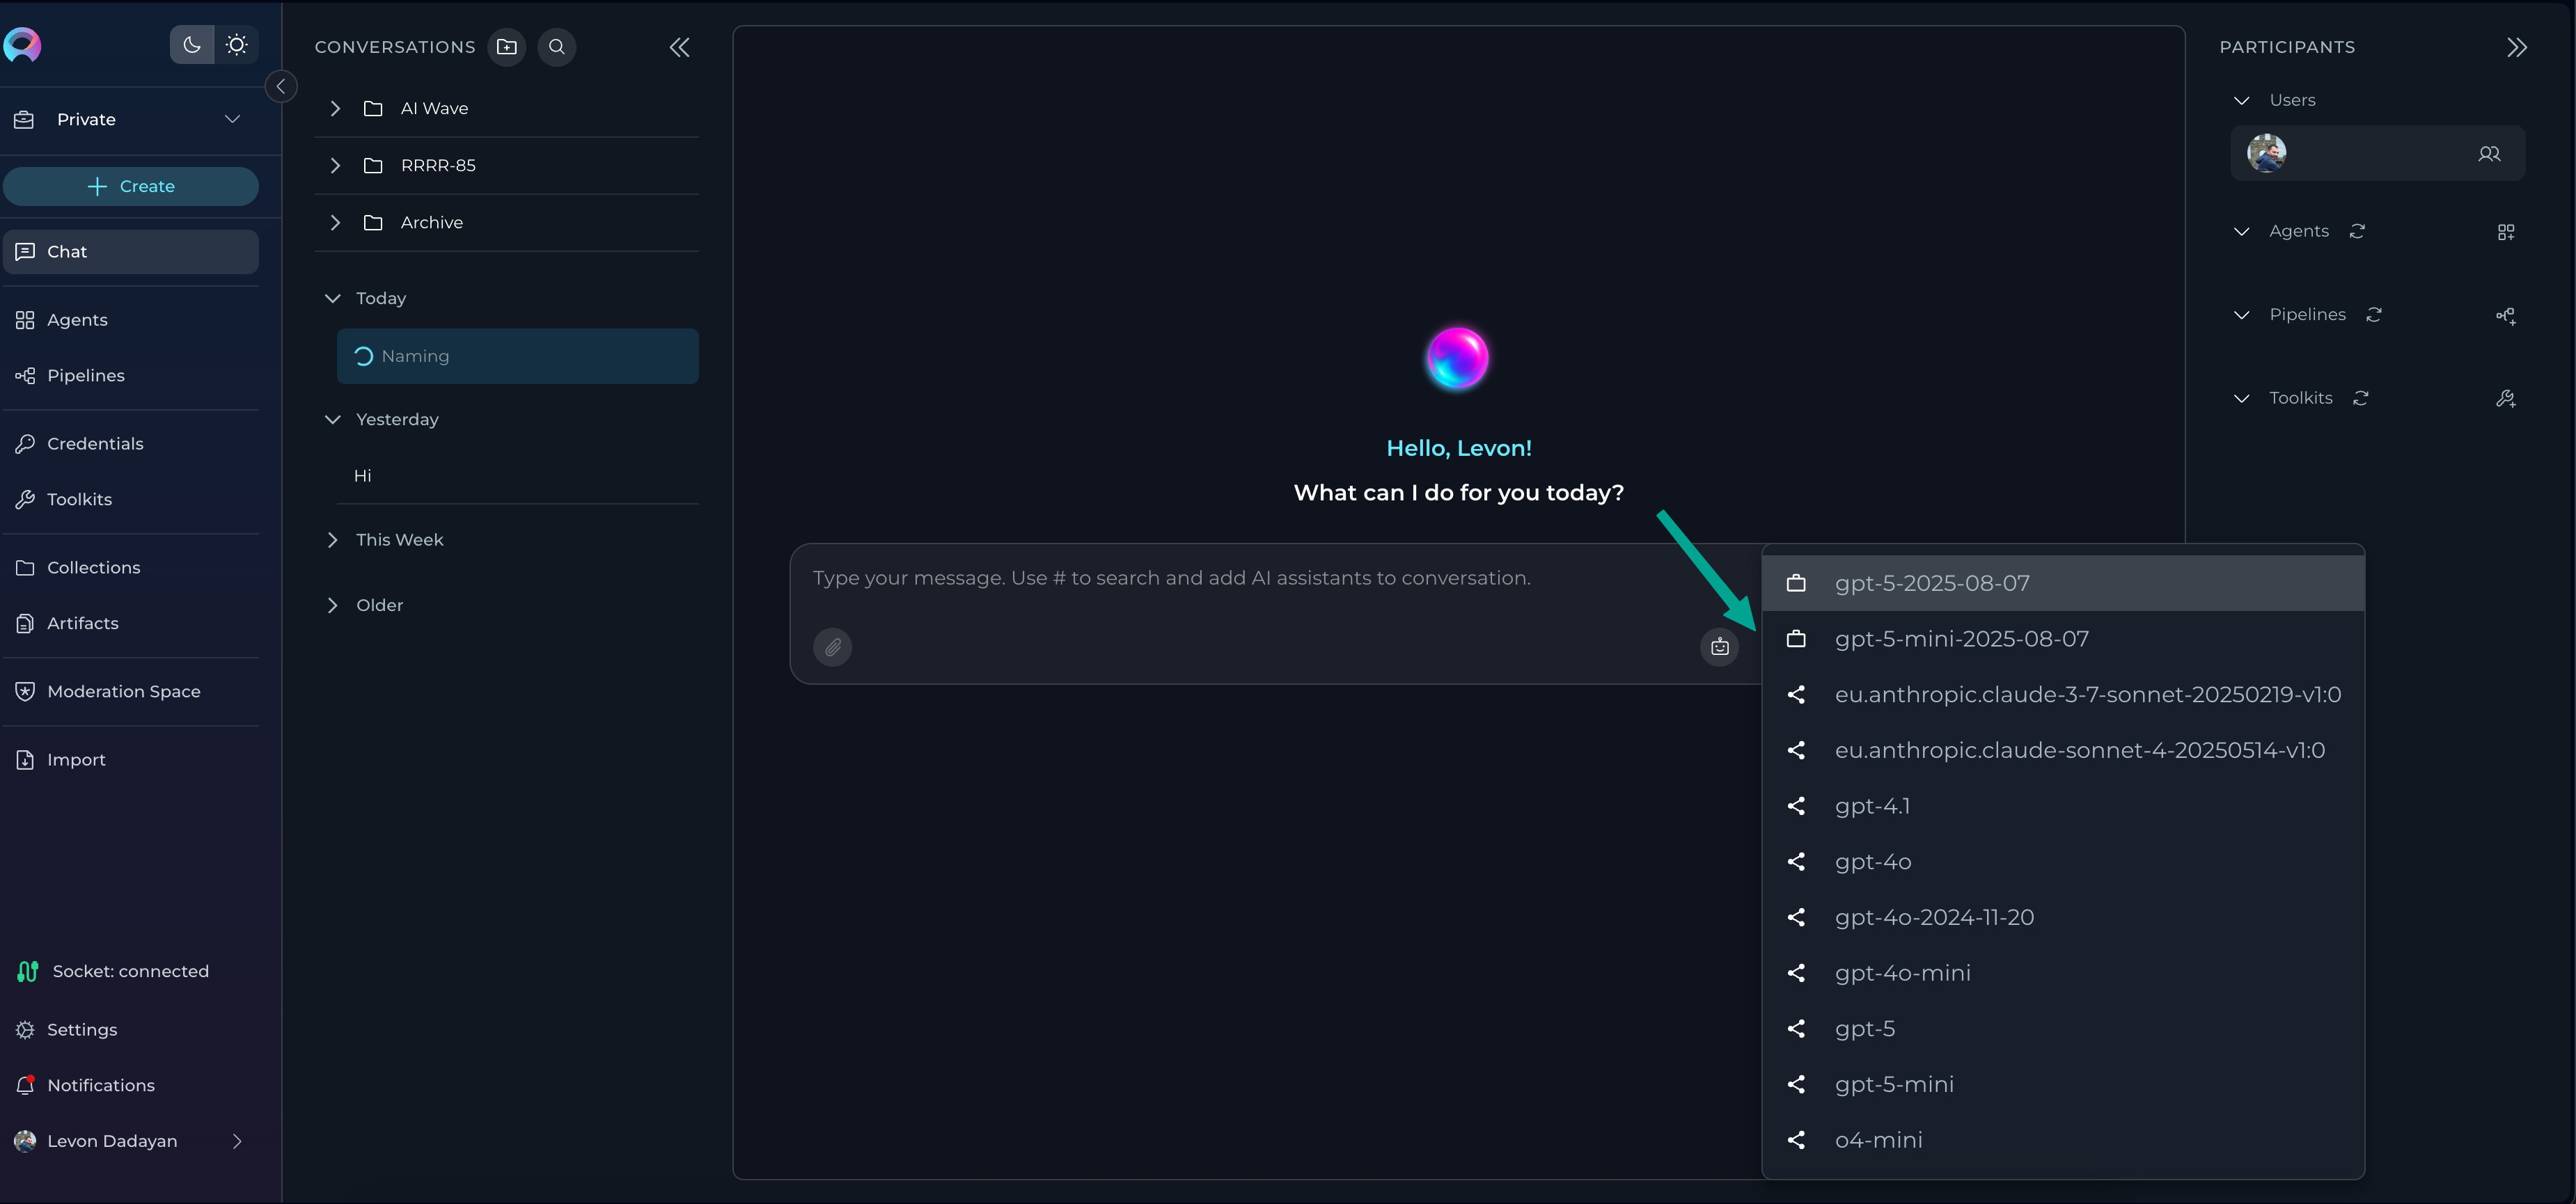 Private
Create
Chat
Agents
Pipelines
Credentials
Toolkits
Collections
Artifacts
Moderation Space
Import
Socket: connected
Settings
Notifications
Levon Dadayan
CONVERSATIONS
AI Wave
RRRR-85
Archive
Today
Naming
Yesterday
Hi
This Week
Older
Hello, Levon!
What can I do for you today?
Type your message. Use # to search and add AI assistants to conversation.
gpt-5-2025-08-07
gpt-5-mini-2025-08-07
eu.anthropic.claude-3-7-sonnet-20250219-v1:0
eu.anthropic.claude-sonnet-4-20250514-v1:0
gpt-4.1
gpt-4o
gpt-4o-2024-11-20
gpt-4o-mini
gpt-5
gpt-5-mini
o4-mini
PARTICIPANTS
Users
Agents
Pipelines
Toolkits